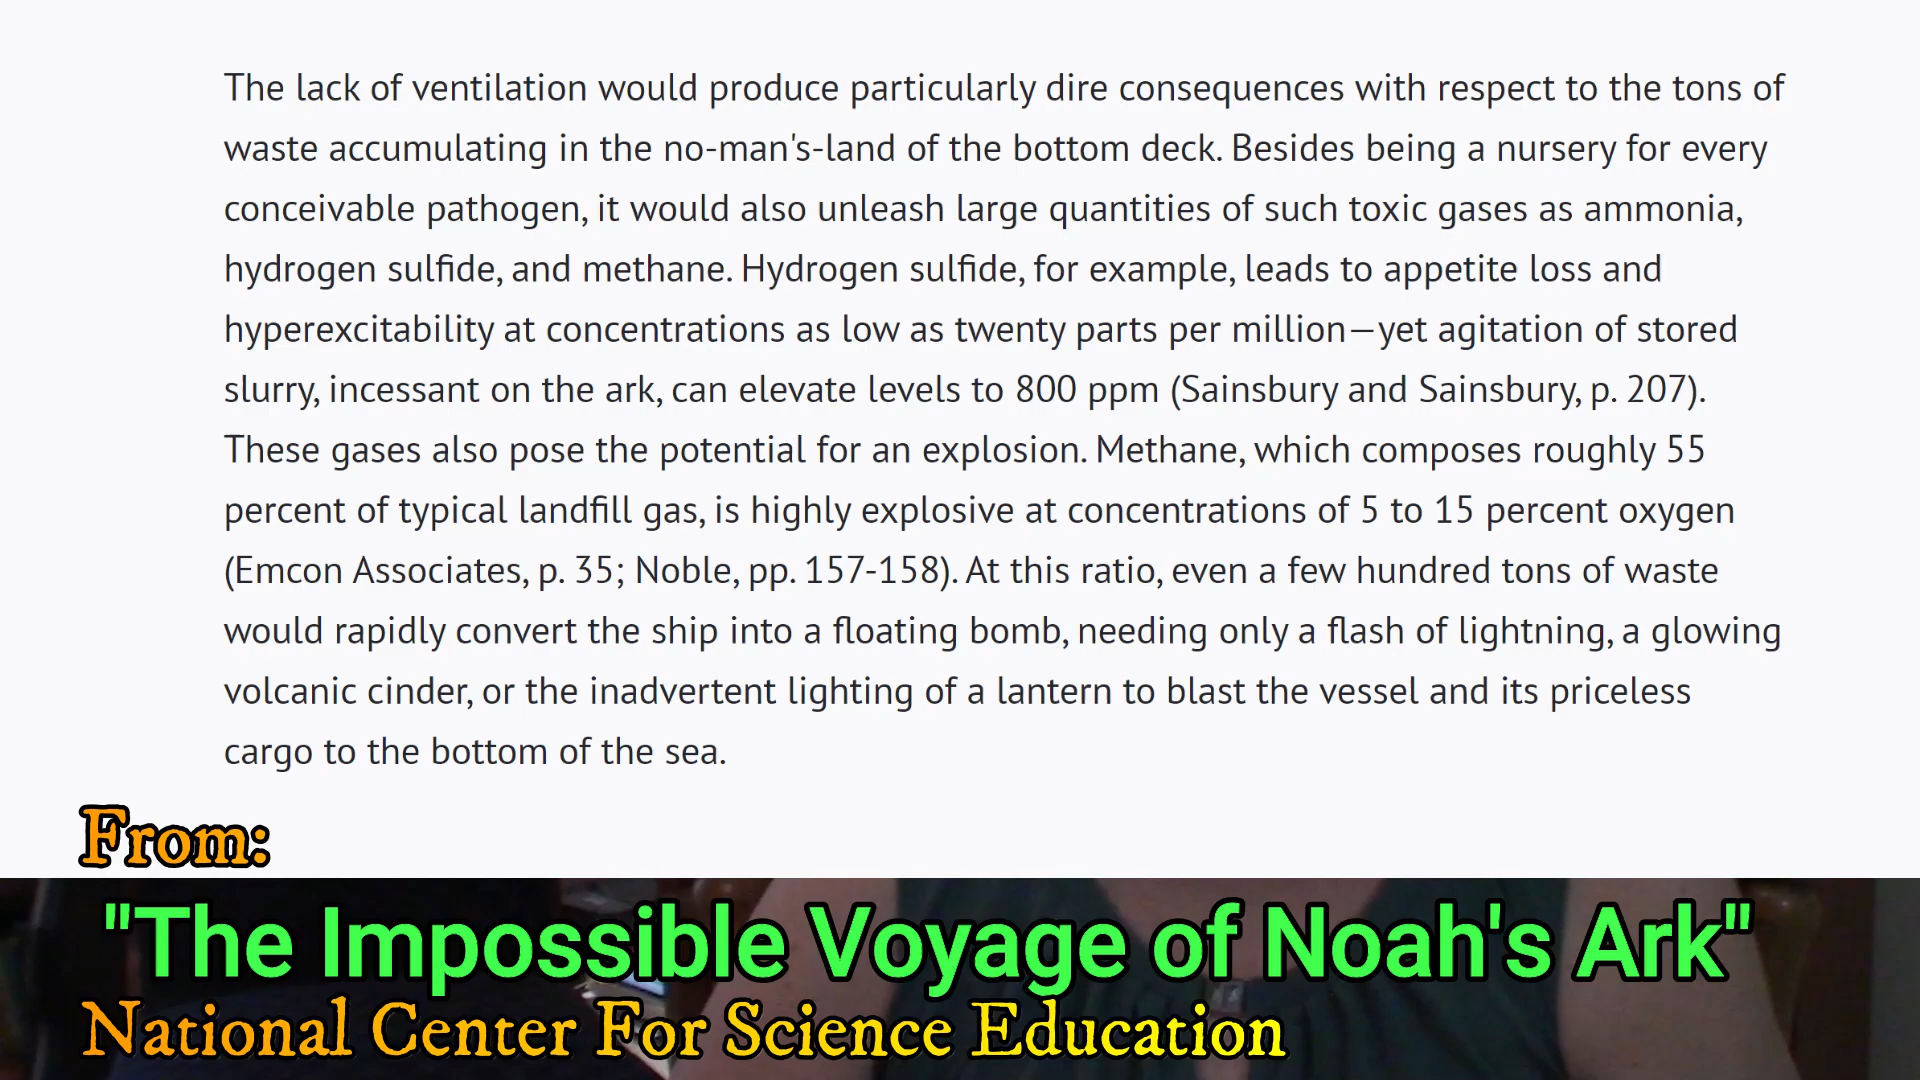 The lack of ventilation would produce particularly dire consequences with respect to the tons of
waste accumulating in the no-man's-land of the bottom deck. Besides being a nursery for every
conceivable pathogen, it would also unleash large quantities of such toxic gases as ammonia,
hydrogen sulfide, and methane. Hydrogen sulfide, for example, leads to appetite loss and
hyperexcitability at concentrations as low as twenty parts per million—yet agitation of stored
slurry, incessant on the ark, can elevate levels to 800 ppm (Sainsbury and Sainsbury, p. 207).
These gases also pose the potential for an explosion. Methane, which composes roughly 55
percent of typical landfill gas, is highly explosive at concentrations of 5 to 15 percent oxygen
(Emcon Associates, p. 35; Noble, pp. 157-158). At this ratio, even a few hundred tons of waste
would rapidly convert the ship into a floating bomb, needing only a flash of lightning, a glowing
volcanic cinder, or the inadvertent lighting of a lantern to blast the vessel and its priceless
cargo to the bottom of the sea.
From:
"The Impossible Voyage of Noah's Ark"
National Center For Science Education